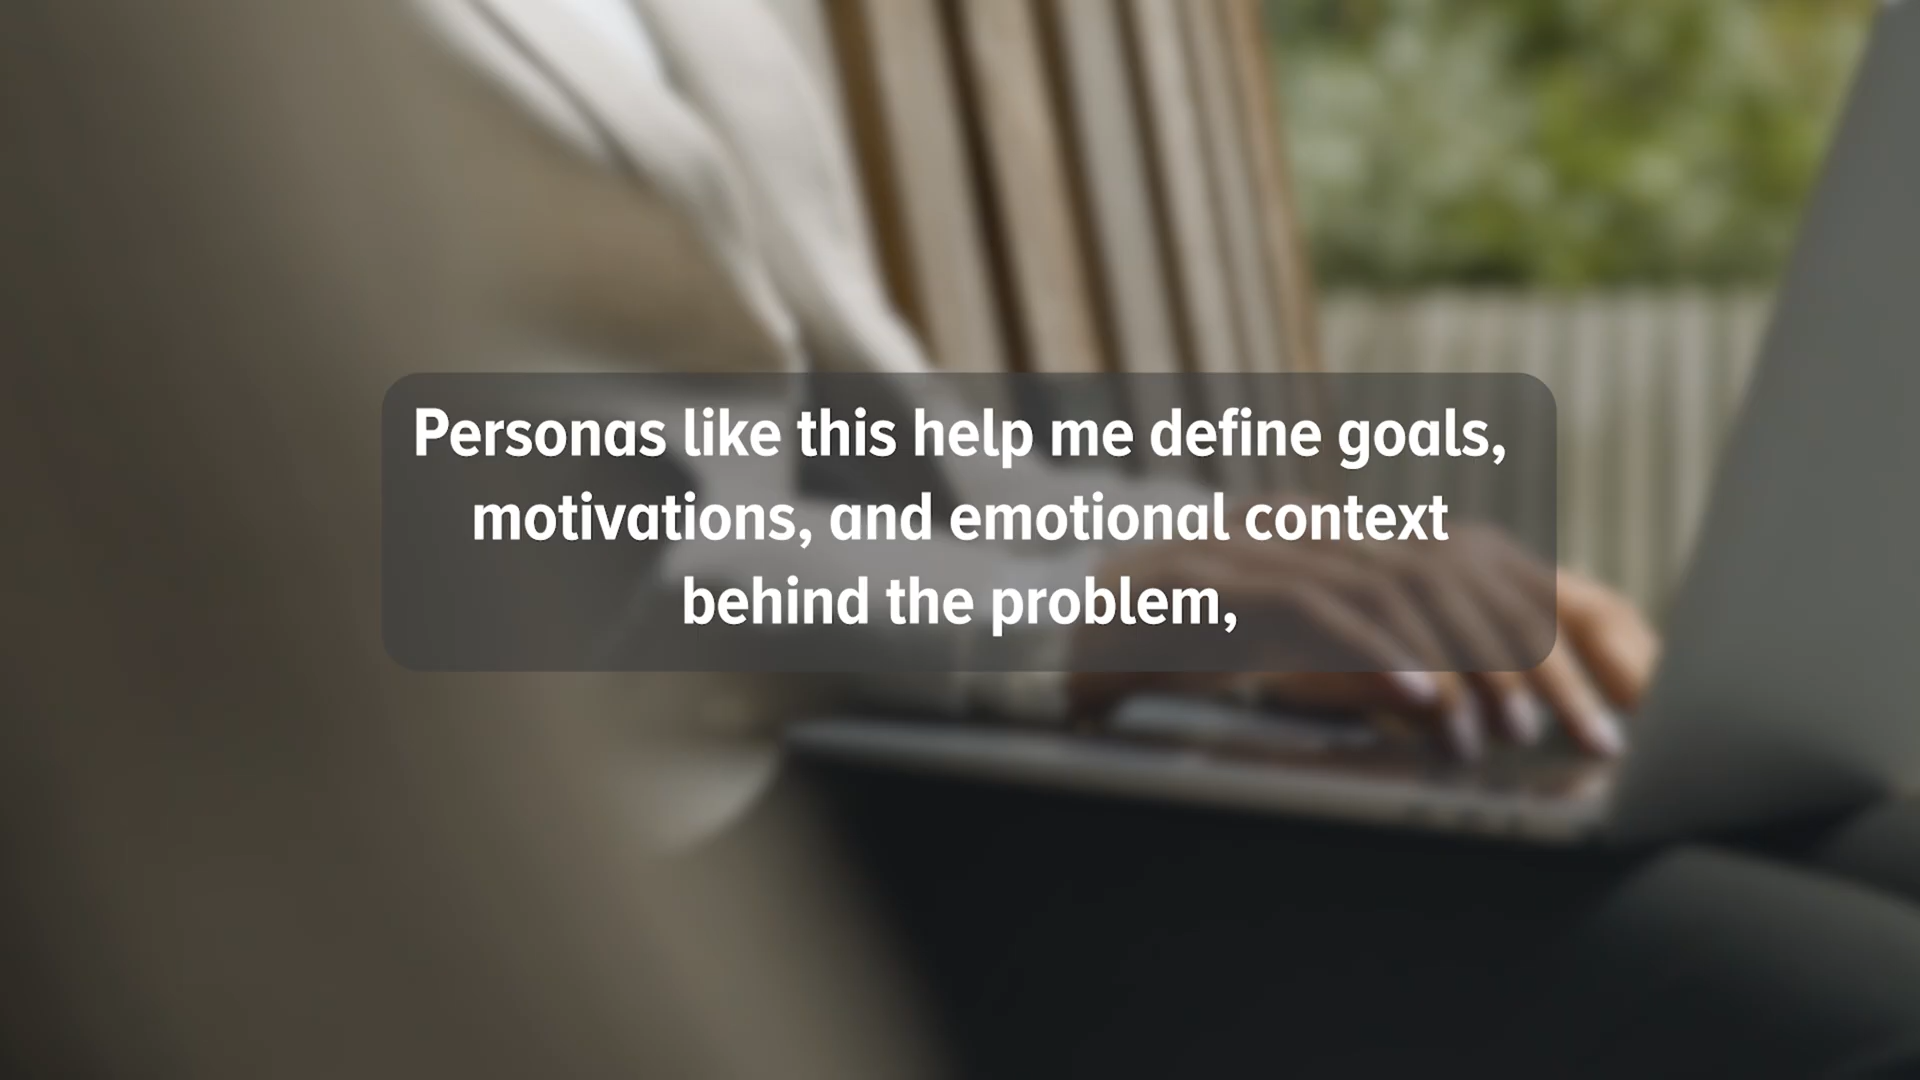 Personas like this help me define goals,
motivations, and emotional context
behind the problem,